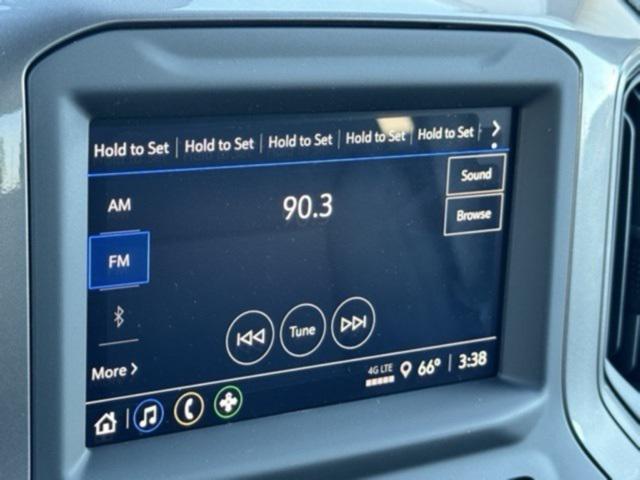 Hold to Set Hold to Set Hold to Set Hold to Set Hold to Set
AM
90.3
Sound
Browse
FM
Tune
More
4G LTE 66° 3:38